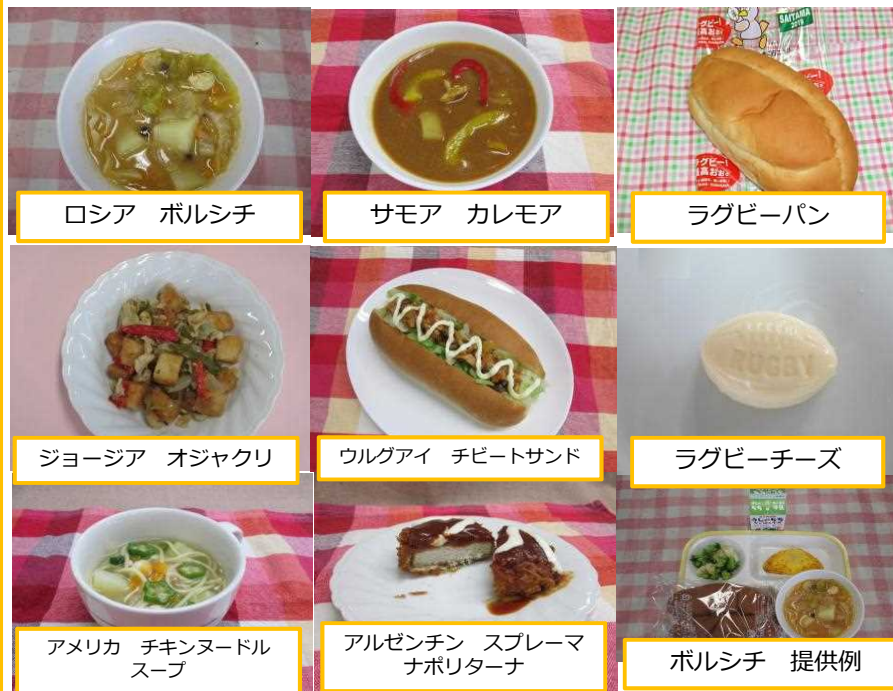 SAITAMA
2019
ロシア　ボルシチ
サモア　カレモア
ラグビーパン
RUGBY
ジョージア　オジャクリ
ウルグアイ　チビートサンド
ラグビーチーズ
アメリカ　チキンヌードル
スープ
アルゼンチン　スプレーマ
ナポリターナ
ボルシチ　提供例